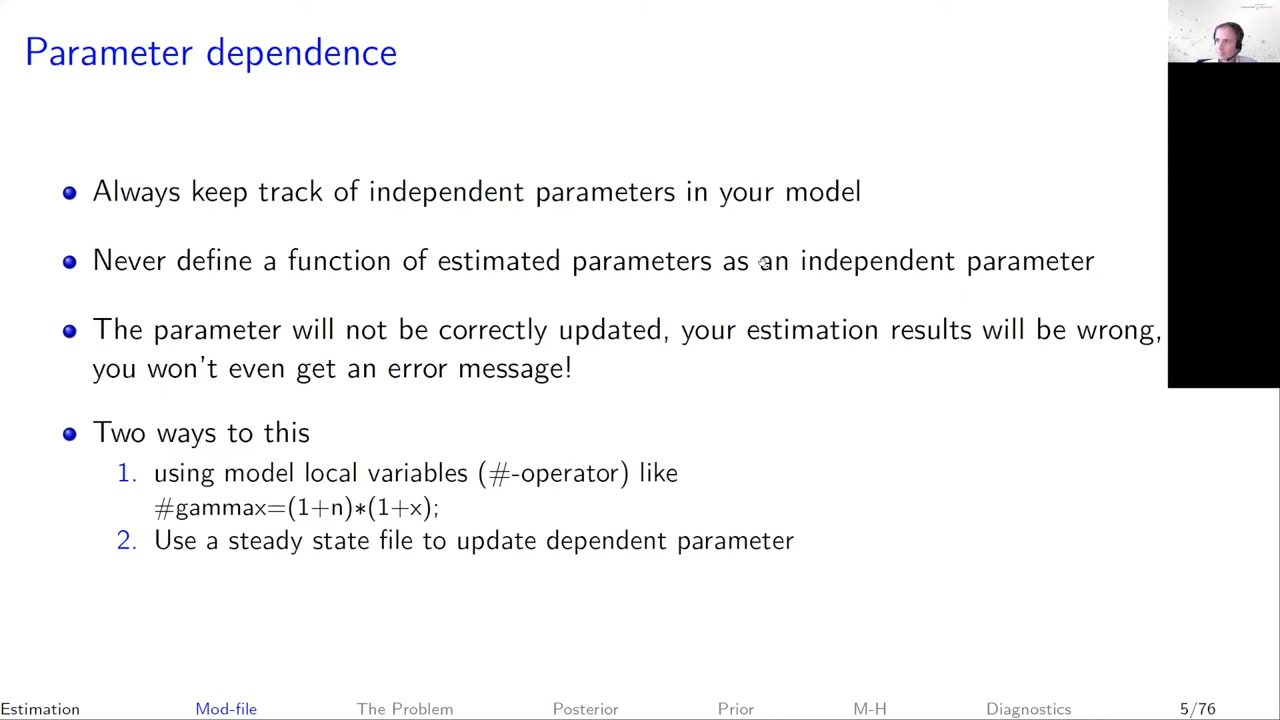 Parameter dependence
Always keep track of independent parameters in your model
Never define a function of estimated parameters as an independent parameter
The parameter will not be correctly updated, your estimation results will be wrong,
you won't even get an error message!
Two ways to this
1. using model local variables (#-operator) like
#gammax=(1+n)*(1+x);
2. Use a steady state file to update dependent parameter
Estimation Mod-file The Problem Posterior Prior M-H Diagnostics 5/76